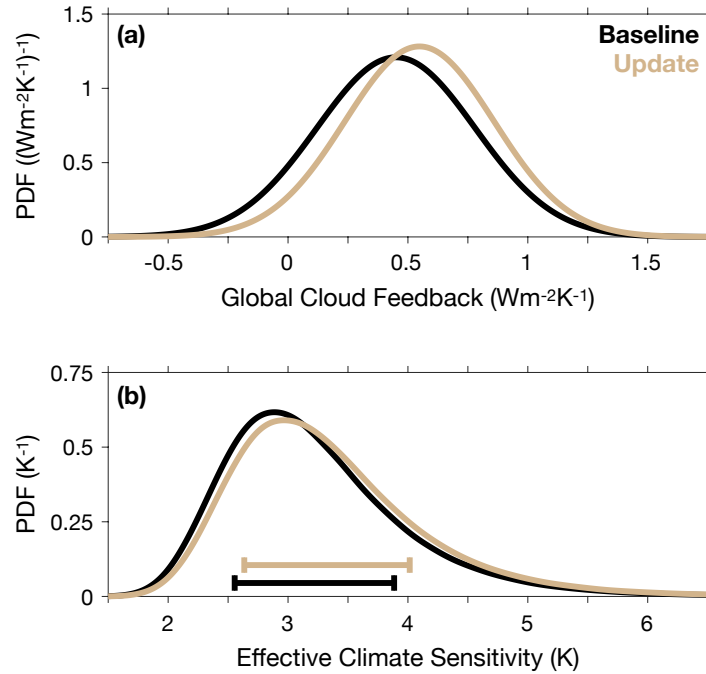 (a)
Baseline
Update
1.5
1
0.5
0
PDF ((Wm-2K-1)-1)
-0.5 0 0.5 1 1.5
Global Cloud Feedback (Wm-2K-1)
(b)
0.75
0.5
0.25
0
PDF (K-1)
2 3 4 5 6
Effective Climate Sensitivity (K)